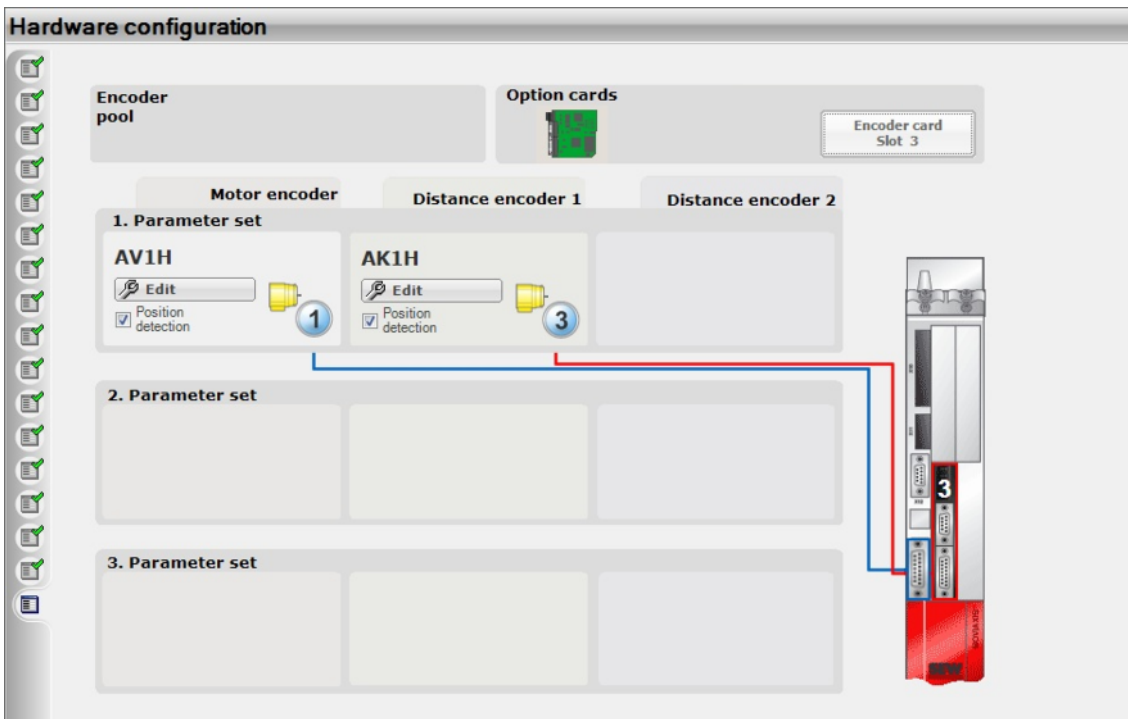 Hardware configuration
Encoder
pool
Option cards
Encoder card
Slot 3
Motor encoder
Distance encoder 1
Distance encoder 2
1. Parameter set
AV1H
Edit
Position
detection
1
AK1H
Edit
Position
detection
3
2. Parameter set
3
3. Parameter set
MOVIAXIS
SEW